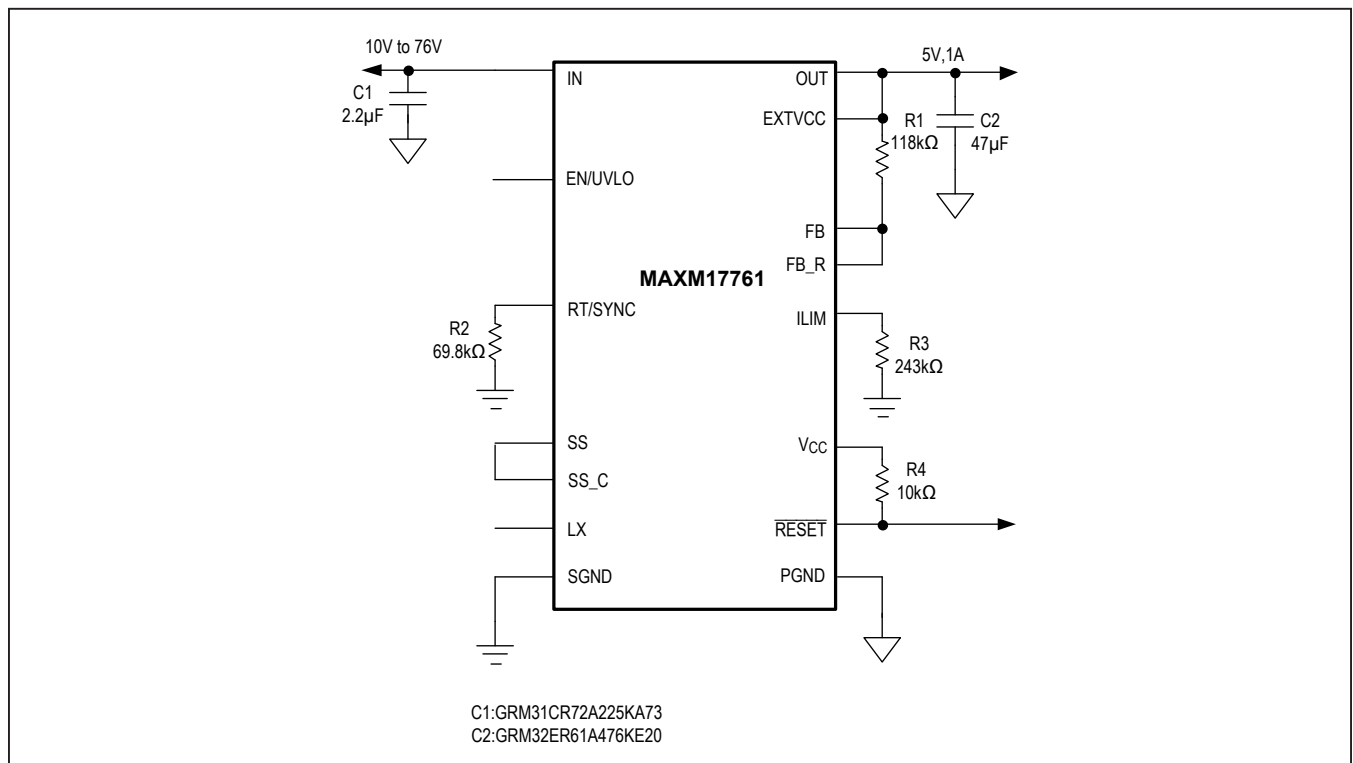 10V to 76V
5V,1A
IN
OUT
C1
2.2µF
EXTVCC
R1
118kΩ
C2
47µF
EN/UVLO
FB
FB_R
MAXM17761
RT/SYNC
ILIM
R2
69.8kΩ
R3
243kΩ
SS
VCC
SS_C
R4
10kΩ
LX
RESET
SGND
PGND
C1:GRM31CR72A225KA73
C2:GRM32ER61A476KE20